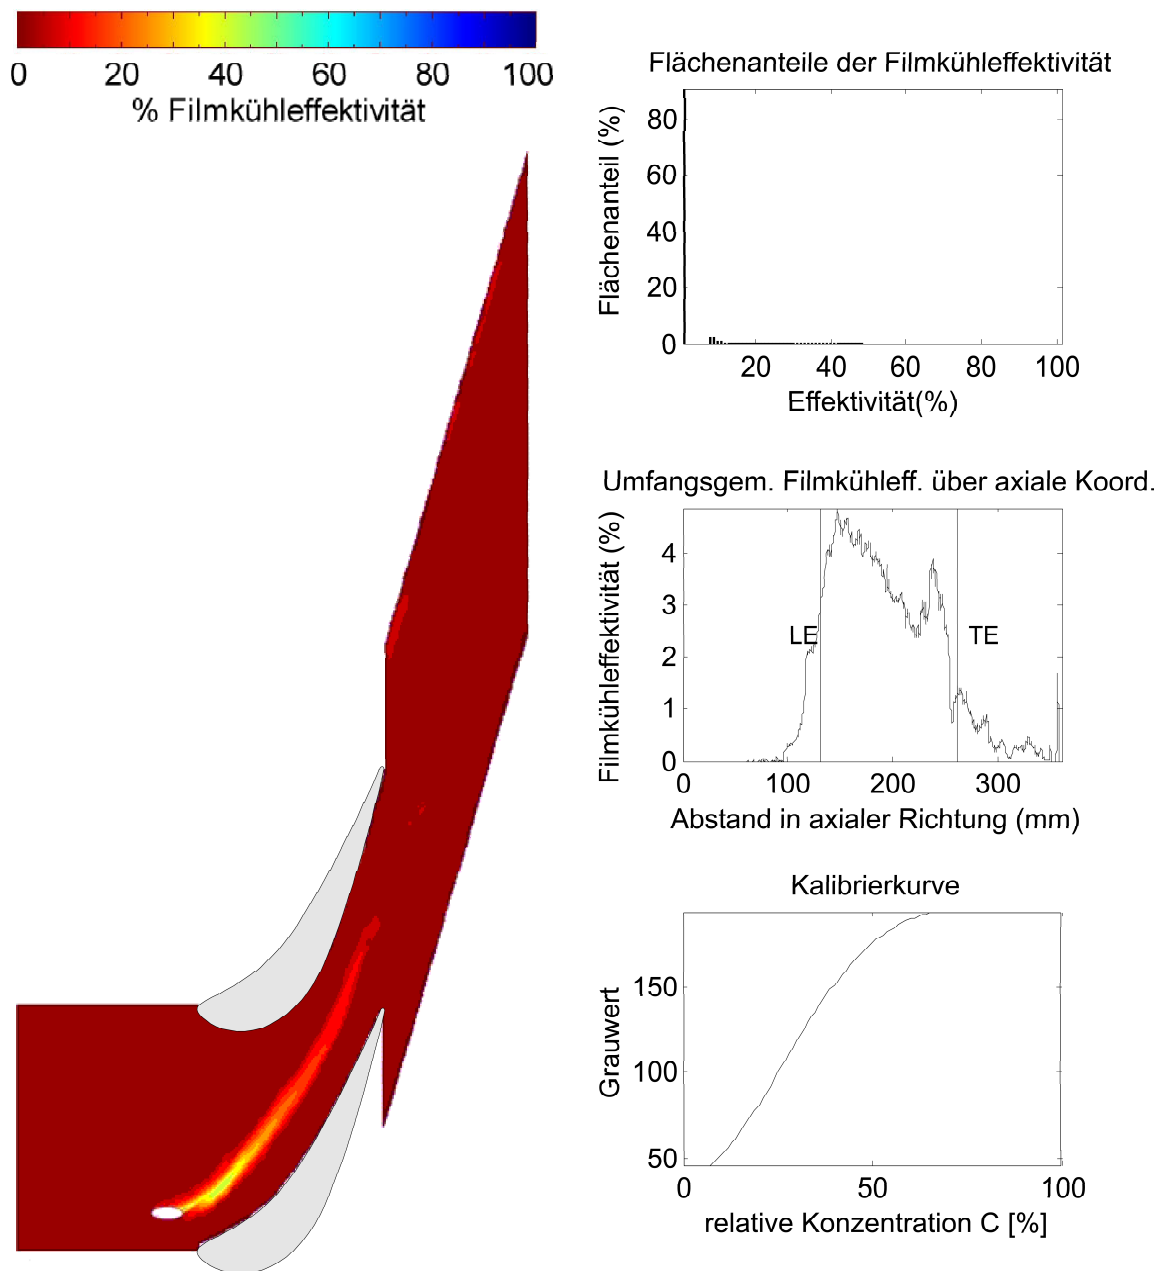 0 20 40 60 80 100
% Filmkühleffektivität
Flächenanteile der Filmkühleffektivität
Flächenanteil (%)
80
60
40
20
0
20 40 60 80 100
Effektivität(%)
Umfangsgem. Filmkühleff. über axiale Koord.
Filmkühleffektivität (%)
4
3
2
1
0
LE TE
0 100 200 300
Abstand in axialer Richtung (mm)
Kalibrierkurve
Grauwert
150
100
50
0 50 100
relative Konzentration C [%]